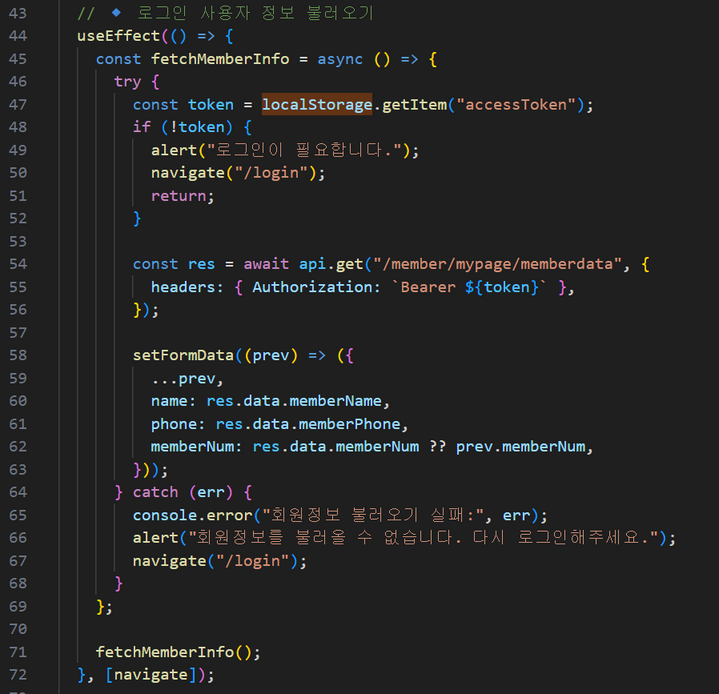 43 // 🔹 로그인 사용자 정보 불러오기
44 useEffect(() => {
45 const fetchMemberInfo = async () => {
46 try {
47 const token = localStorage.getItem("accessToken");
48 if (!token) {
49 alert("로그인이 필요합니다.");
50 navigate("/login");
51 return;
52 }
53
54 const res = await api.get("/member/mypage/memberdata", {
55 headers: { Authorization: `Bearer ${token}` },
56 });
57
58 setFormData((prev) => ({
59 ...prev,
60 name: res.data.memberName,
61 phone: res.data.memberPhone,
62 memberNum: res.data.memberNum ?? prev.memberNum,
63 }));
64 } catch (err) {
65 console.error("회원정보 불러오기 실패:", err);
66 alert("회원정보를 불러올 수 없습니다. 다시 로그인해주세요.");
67 navigate("/login");
68 }
69 };
70
71 fetchMemberInfo();
72 }, [navigate]);